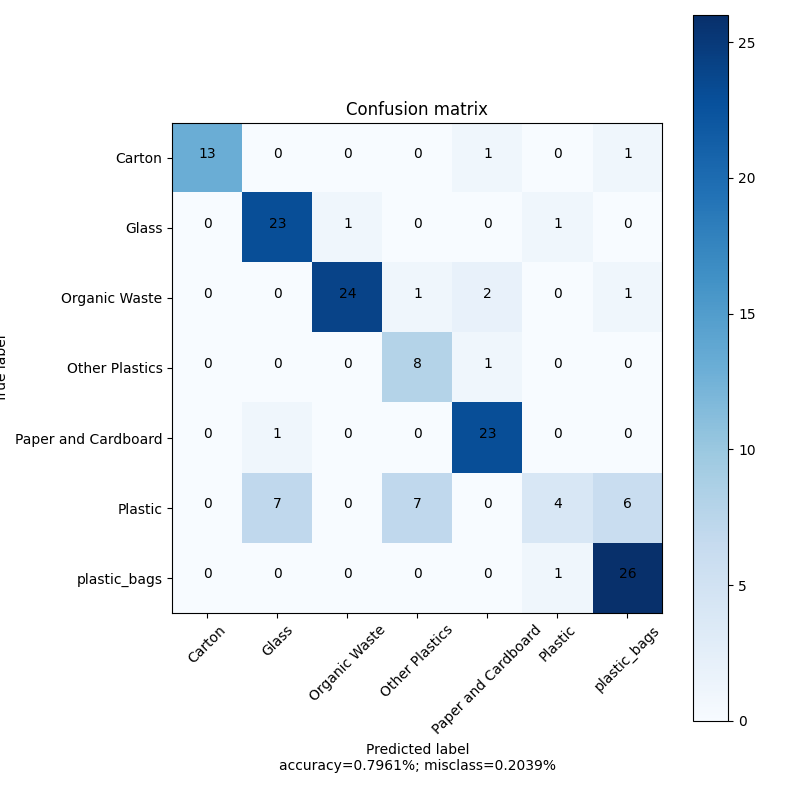 Confusion matrix
Carton 13 0 0 0 1 0 1
Glass 0 23 1 0 0 1 0
Organic Waste 0 0 24 1 2 0 1
Other Plastics 0 0 0 8 1 0 0
Paper and Cardboard 0 1 0 0 23 0 0
Plastic 0 7 0 7 0 4 6
plastic_bags 0 0 0 0 0 1 26
Carton Glass Organic Waste Other Plastics Paper and Cardboard Plastic plastic_bags
Predicted label
accuracy=0.7961%; misclass=0.2039%
25
20
15
10
5
0